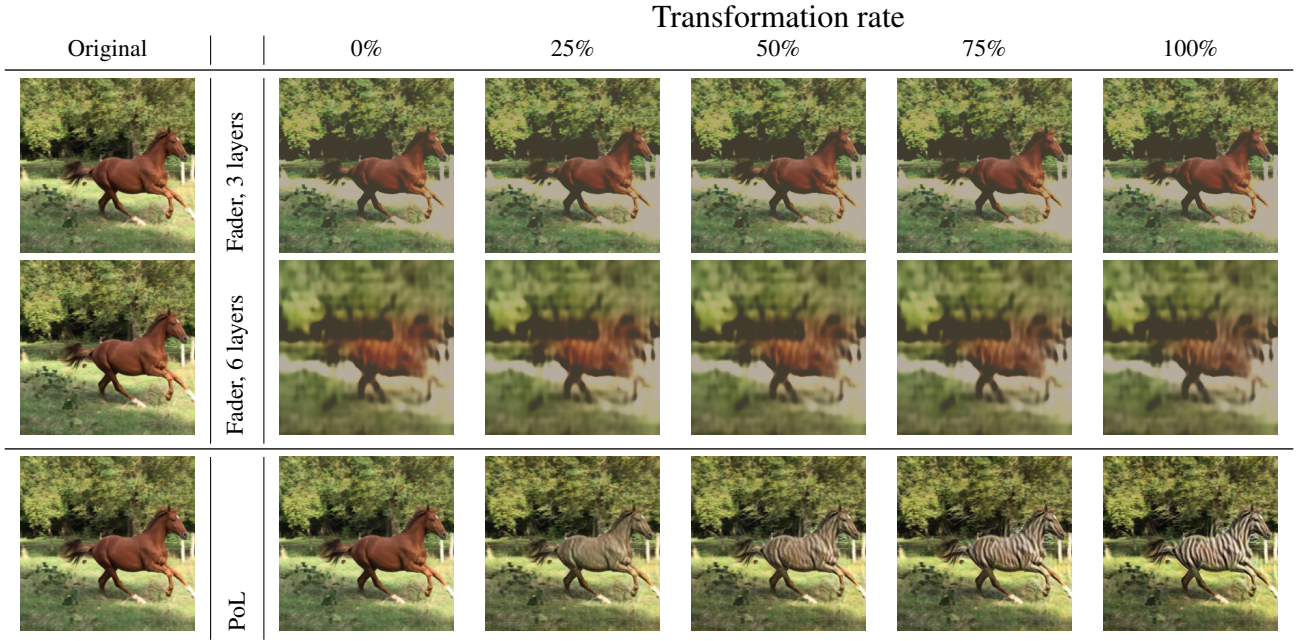 Transformation rate
Original 0% 25% 50% 75% 100%
Fader, 3 layers
Fader, 6 layers
PoL